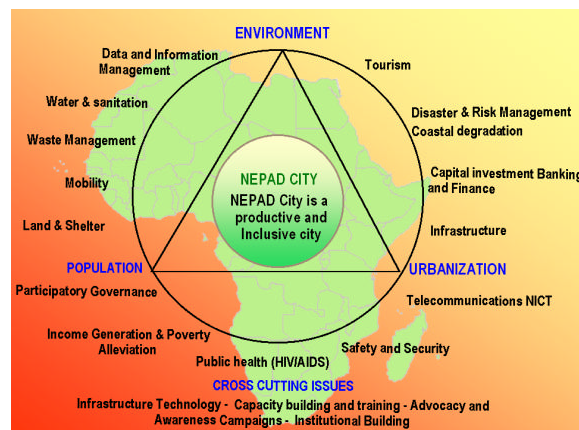 ENVIRONMENT
Data and Information
Management
Tourism
Water & sanitation
Disaster & Risk Management
Coastal degradation
Waste Management
Capital investment Banking
and Finance
Mobility
NEPAD CITY
NEPAD City is a
productive and
Inclusive city
Land & Shelter
Infrastructure
POPULATION
URBANIZATION
Participatory Governance
Telecommunications NICT
Income Generation & Poverty
Alleviation
Safety and Security
Public health (HIV/AIDS)
CROSS CUTTING ISSUES
Infrastructure Technology - Capacity building and training - Advocacy and
Awareness Campaigns - Institutional Building